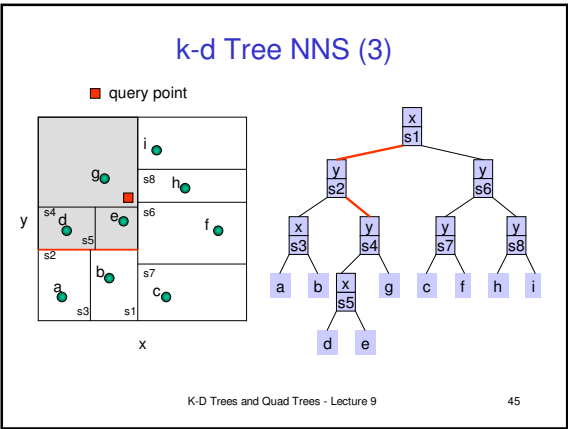 k-d Tree NNS (3)
query point
i
g
s8
h
s4
d
e
s6
f
y
s5
s2
b
s7
a
c
s3
s1
x
x
s1
y
s2
y
s6
x
s3
y
s4
y
s7
y
s8
a
b
x
s5
g
c
f
h
i
d
e
K-D Trees and Quad Trees - Lecture 9
45